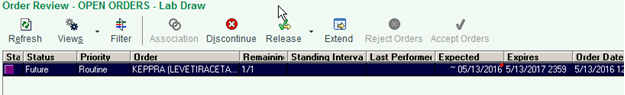 Order Review - OPEN ORDERS - Lab Draw
Refresh Views Filter Association Discontinue Release Extend Reject Orders Accept Orders
Sta Status Priority Order Remaining Standing Interva Last Performed Expected Expires Order Date
Future Routine KEPPRA (LEVETIRACETA... 1/1 ~ 05/13/2016 5/13/2017 2359 5/13/2016 12